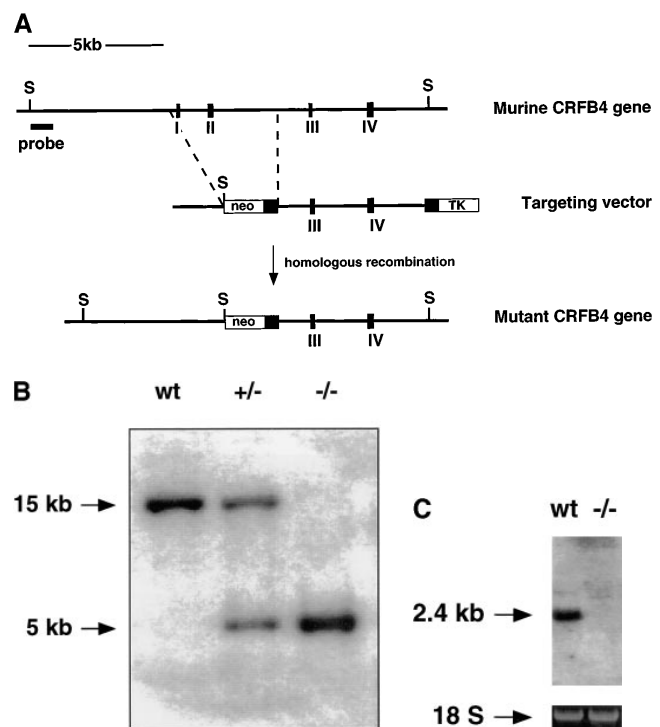 A
5kb
S S
Murine CRFB4 gene
I II III IV
probe
S
neo TK
Targeting vector
III IV
homologous recombination
S S S
neo
Mutant CRFB4 gene
III IV
B
wt +/- -/-
15 kb
5 kb
C
wt -/-
2.4 kb
18 S